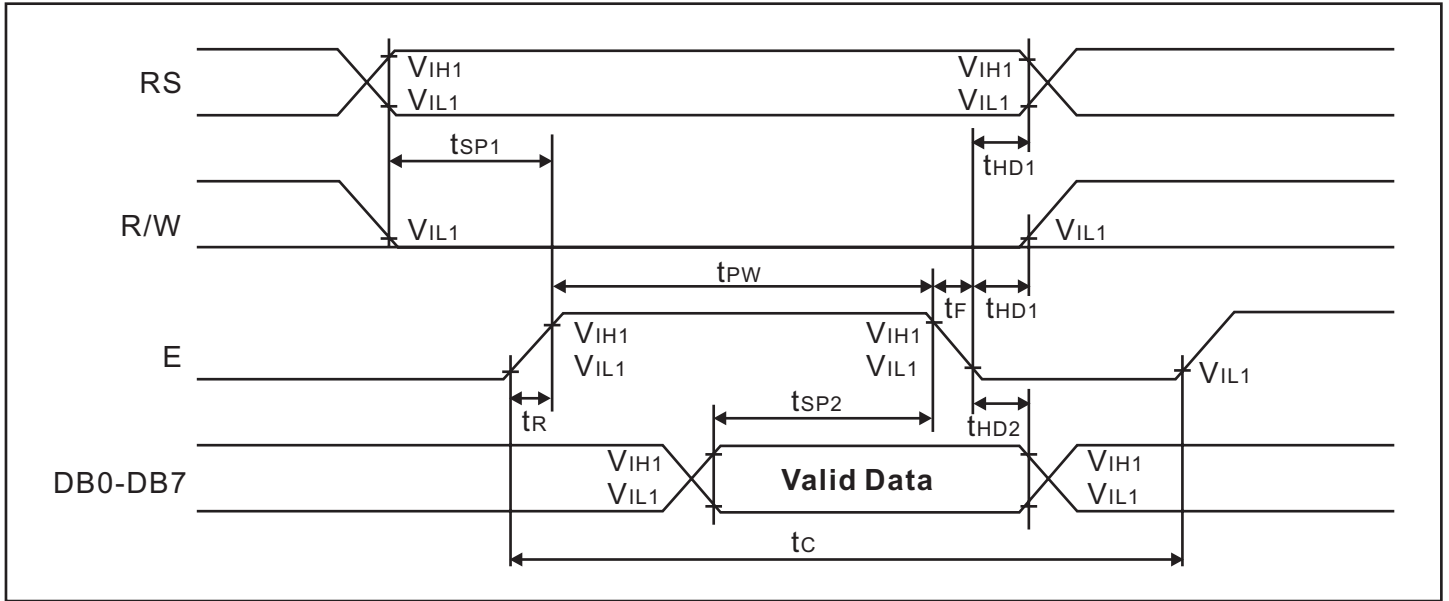 RS
VIH1
VIL1
VIH1
VIL1
tSP1
tHD1
R/W
VIL1
VIL1
tPW
tF
tHD1
E
VIH1
VIL1
VIH1
VIL1
VIL1
tR
tSP2
tHD2
DB0-DB7
VIH1
VIL1
Valid Data
VIH1
VIL1
tC